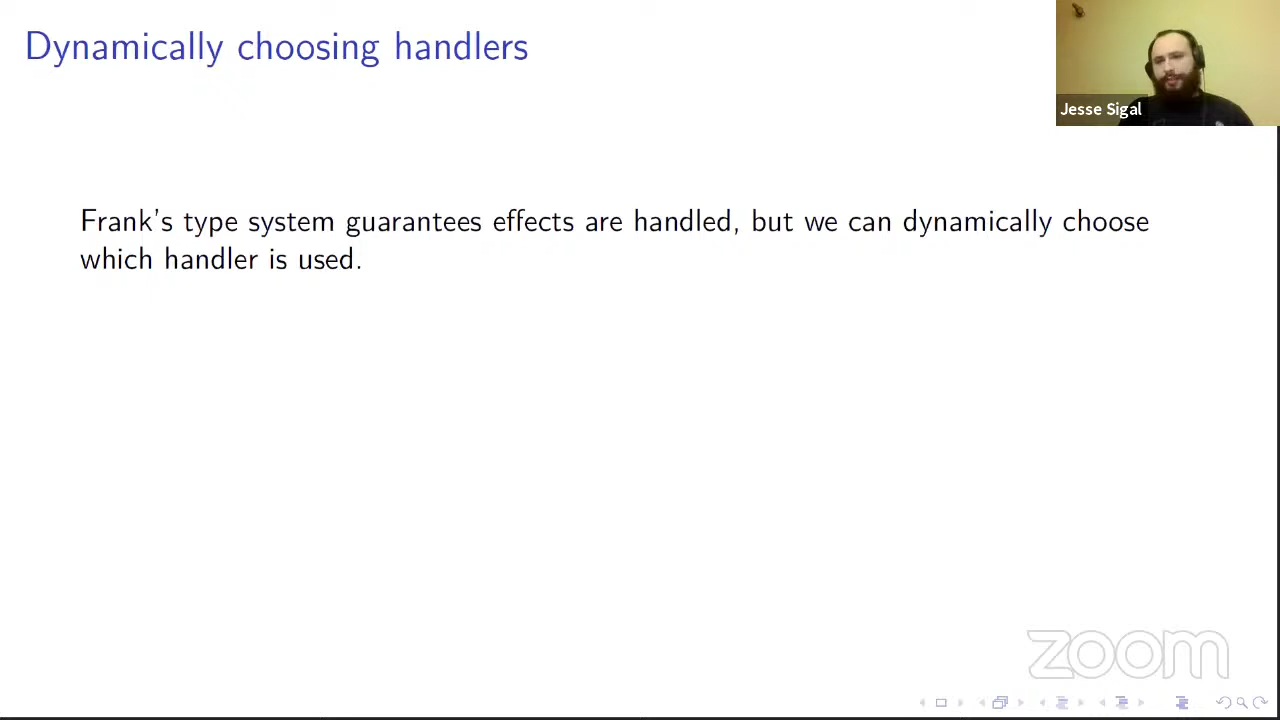 Dynamically choosing handlers
Jesse Sigal
Frank's type system guarantees effects are handled, but we can dynamically choose
which handler is used.
zoom